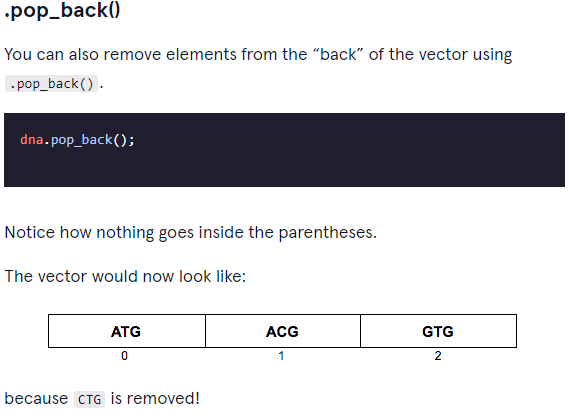 .pop_back()
You can also remove elements from the “back” of the vector using
.pop_back() .
dna.pop_back();
Notice how nothing goes inside the parentheses.
The vector would now look like:
ATG ACG GTG
0 1 2
because CTG is removed!